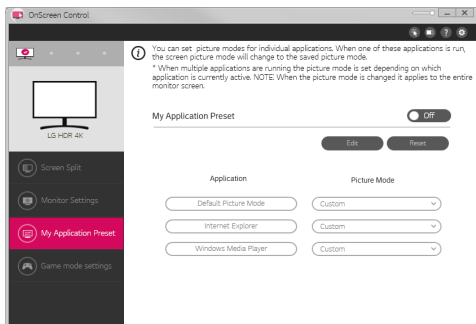 OnScreen Control
You can set picture modes for individual applications. When one of these applications is run,
the screen picture mode will change to the saved picture mode.
* When multiple applications are running the picture mode is set depending on which
application is currently active. NOTE: When the picture mode is changed it applies to the entire
monitor screen.
LG HDR 4K
My Application Preset
Off
Edit Reset
Screen Split
Monitor Settings
My Application Preset
Game mode settings
Application Picture Mode
Default Picture Mode Custom
Internet Explorer Custom
Windows Media Player Custom